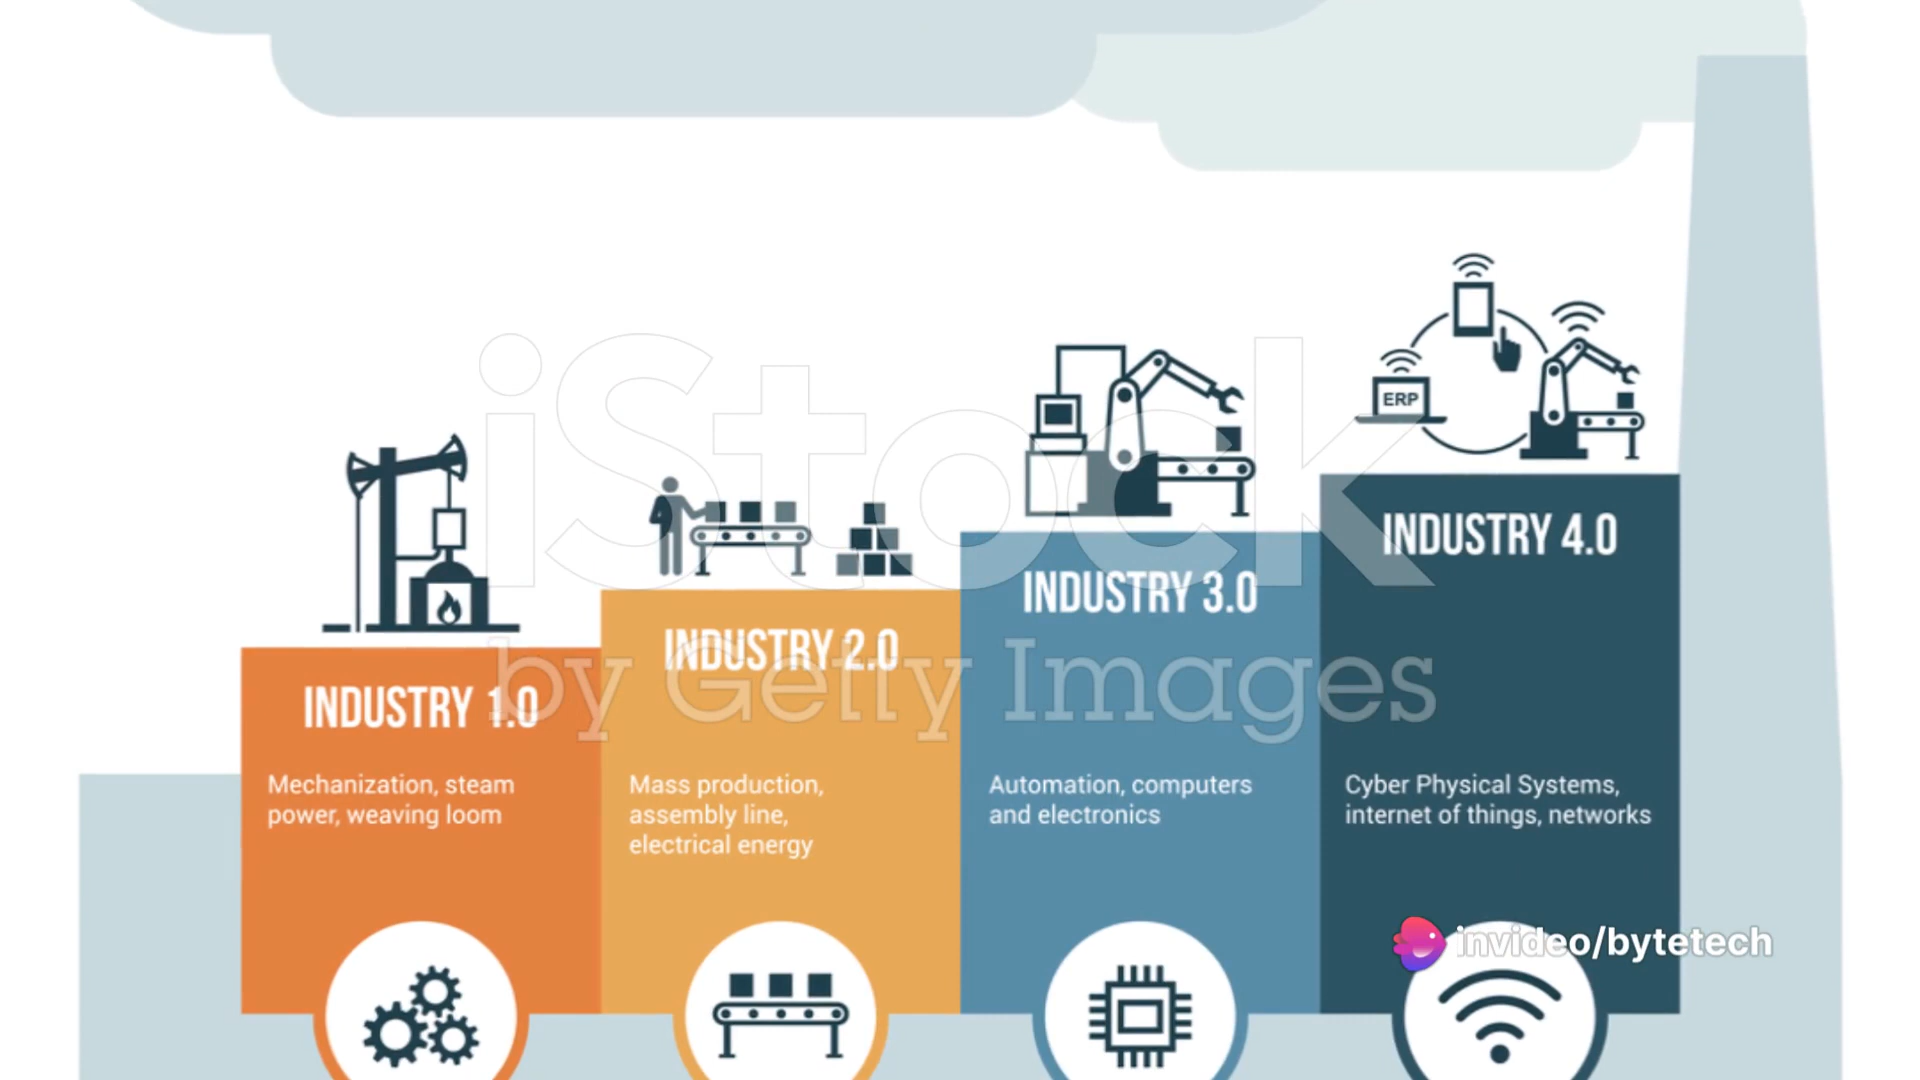 iStock
by Getty Images
ERP
INDUSTRY 1.0
Mechanization, steam
power, weaving loom
INDUSTRY 2.0
Mass production,
assembly line,
electrical energy
INDUSTRY 3.0
Automation, computers
and electronics
INDUSTRY 4.0
Cyber Physical Systems,
internet of things, networks
invideo/bytetech